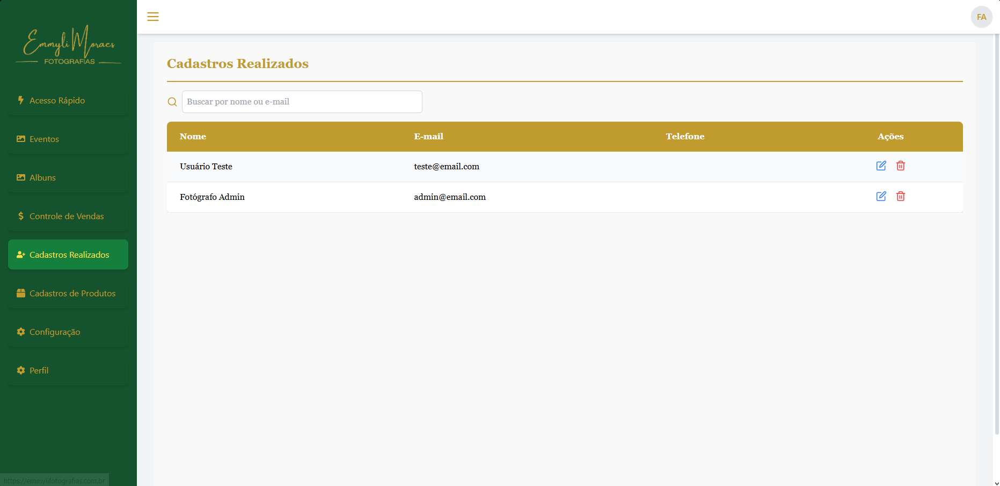 Emmyli Moraes
FOTOGRAFIAS
Acesso Rápido
Eventos
Albuns
Controle de Vendas
Cadastros Realizados
Cadastros de Produtos
Configuração
Perfil
https://emmylifotografias.com.br
FA
Cadastros Realizados
Buscar por nome ou e-mail
Nome E-mail Telefone Ações
Usuário Teste teste@email.com
Fotógrafo Admin admin@email.com